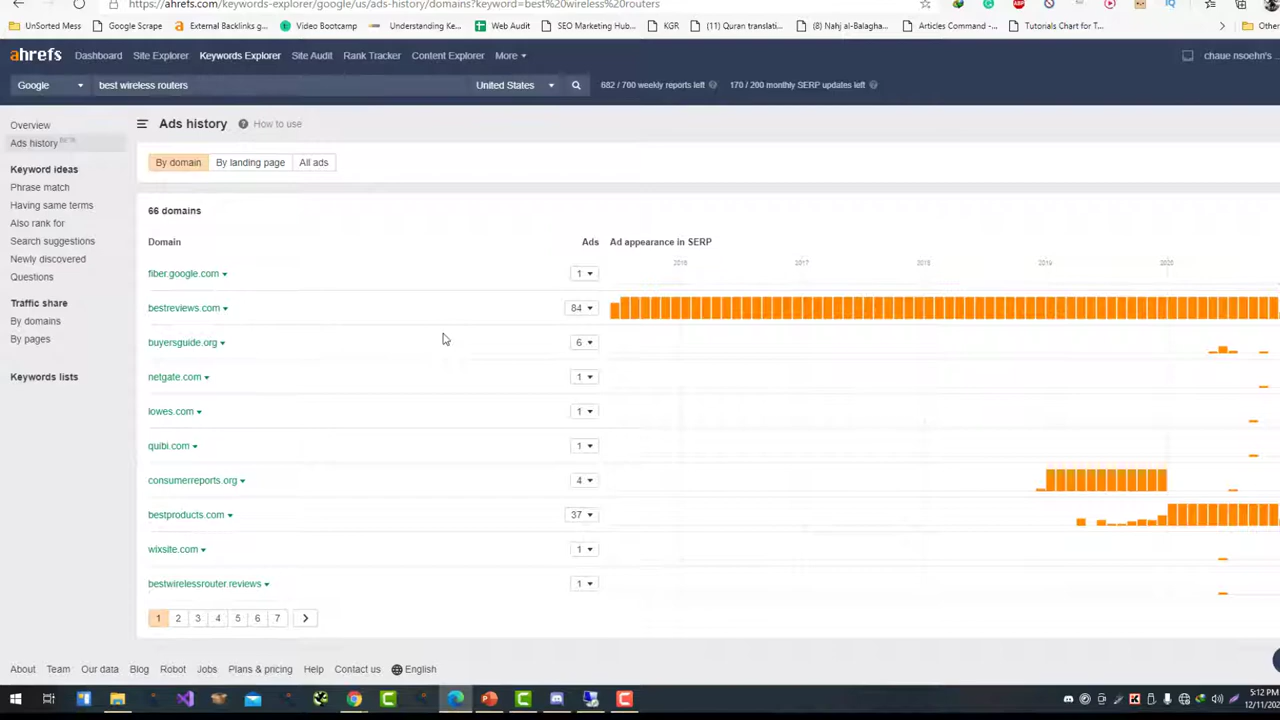 https://ahrefs.com/keywords-explorer/google/us/ads-history/domains?keyword=best%20wireless%20routers
UnSorted Mess Google Scrape External Backlinks g... Video Bootcamp Understanding Ke... Web Audit SEO Marketing Hub... KGR (11) Quran translati... (8) Nahj al-Balagha... Articles Command -... Tutorials Chart for T... Othe
ahrefs Dashboard Site Explorer Keywords Explorer Site Audit Rank Tracker Content Explorer More chaue nsoehn's
Google best wireless routers United States 682 / 700 weekly reports left 170 / 200 monthly SERP updates left
Overview
Ads history BETA
Keyword ideas
Phrase match
Having same terms
Also rank for
Search suggestions
Newly discovered
Questions
Traffic share
By domains
By pages
Keywords lists
Ads history How to use
By domain By landing page All ads
66 domains
Domain Ads Ad appearance in SERP
2016 2017 2018 2019 2020
fiber.google.com 1
bestreviews.com 84
buyersguide.org 6
netgate.com 1
lowes.com 1
quibi.com 1
consumerreports.org 4
bestproducts.com 37
wixsite.com 1
bestwirelessrouter.reviews 1
1 2 3 4 5 6 7
About Team Our data Blog Robot Jobs Plans & pricing Help Contact us English
5:12 PM
12/11/202